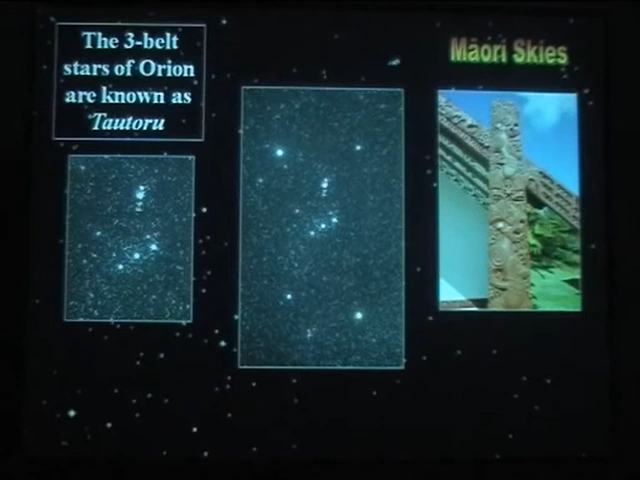 The 3-belt
stars of Orion
are known as
Tautoru
Māori Skies